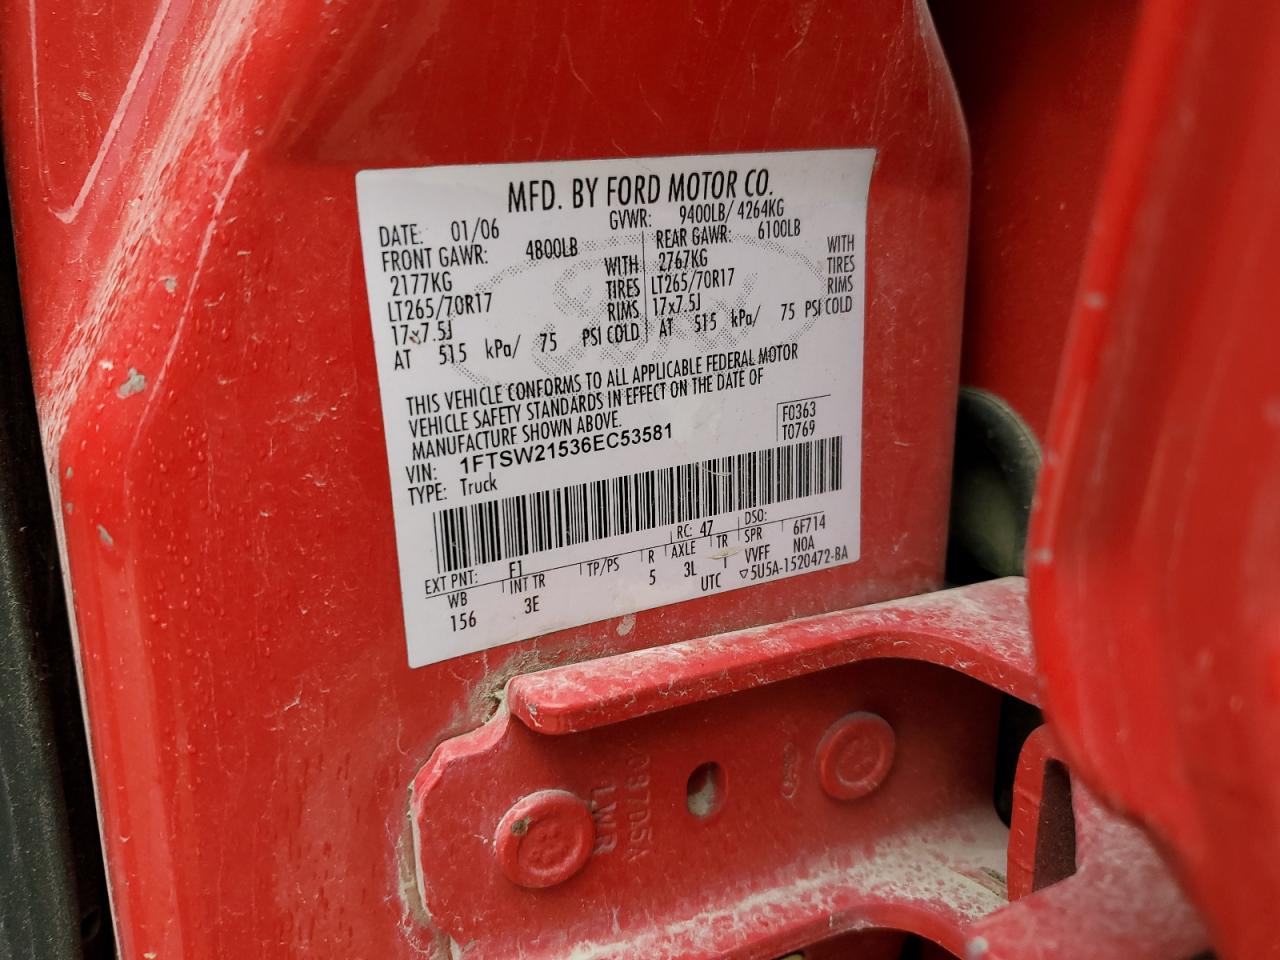 MFD. BY FORD MOTOR CO.
DATE: 01/06 GVWR: 9400LB/ 4264KG
FRONT GAWR: 4800LB REAR GAWR: 6100LB
2177KG WITH 2767KG WITH
LT265/70R17 TIRES LT265/70R17 TIRES
17x7.5J RIMS 17x7.5J RIMS
AT 515 kPa/ 75 PSI COLD AT 515 kPa/ 75 PSI COLD
THIS VEHICLE CONFORMS TO ALL APPLICABLE FEDERAL MOTOR
VEHICLE SAFETY STANDARDS IN EFFECT ON THE DATE OF
MANUFACTURE SHOWN ABOVE.
F0363
VIN: 1FTSW21536EC53581
T0769
TYPE: Truck
EXT PNT: F1 RC: 47 DSO:
WB INT TR TP/PS R AXLE TR SPR 6F714
156 3E 5 3L T VVFF NOA
UTC ▽5U5A-1520472-BA
LWR